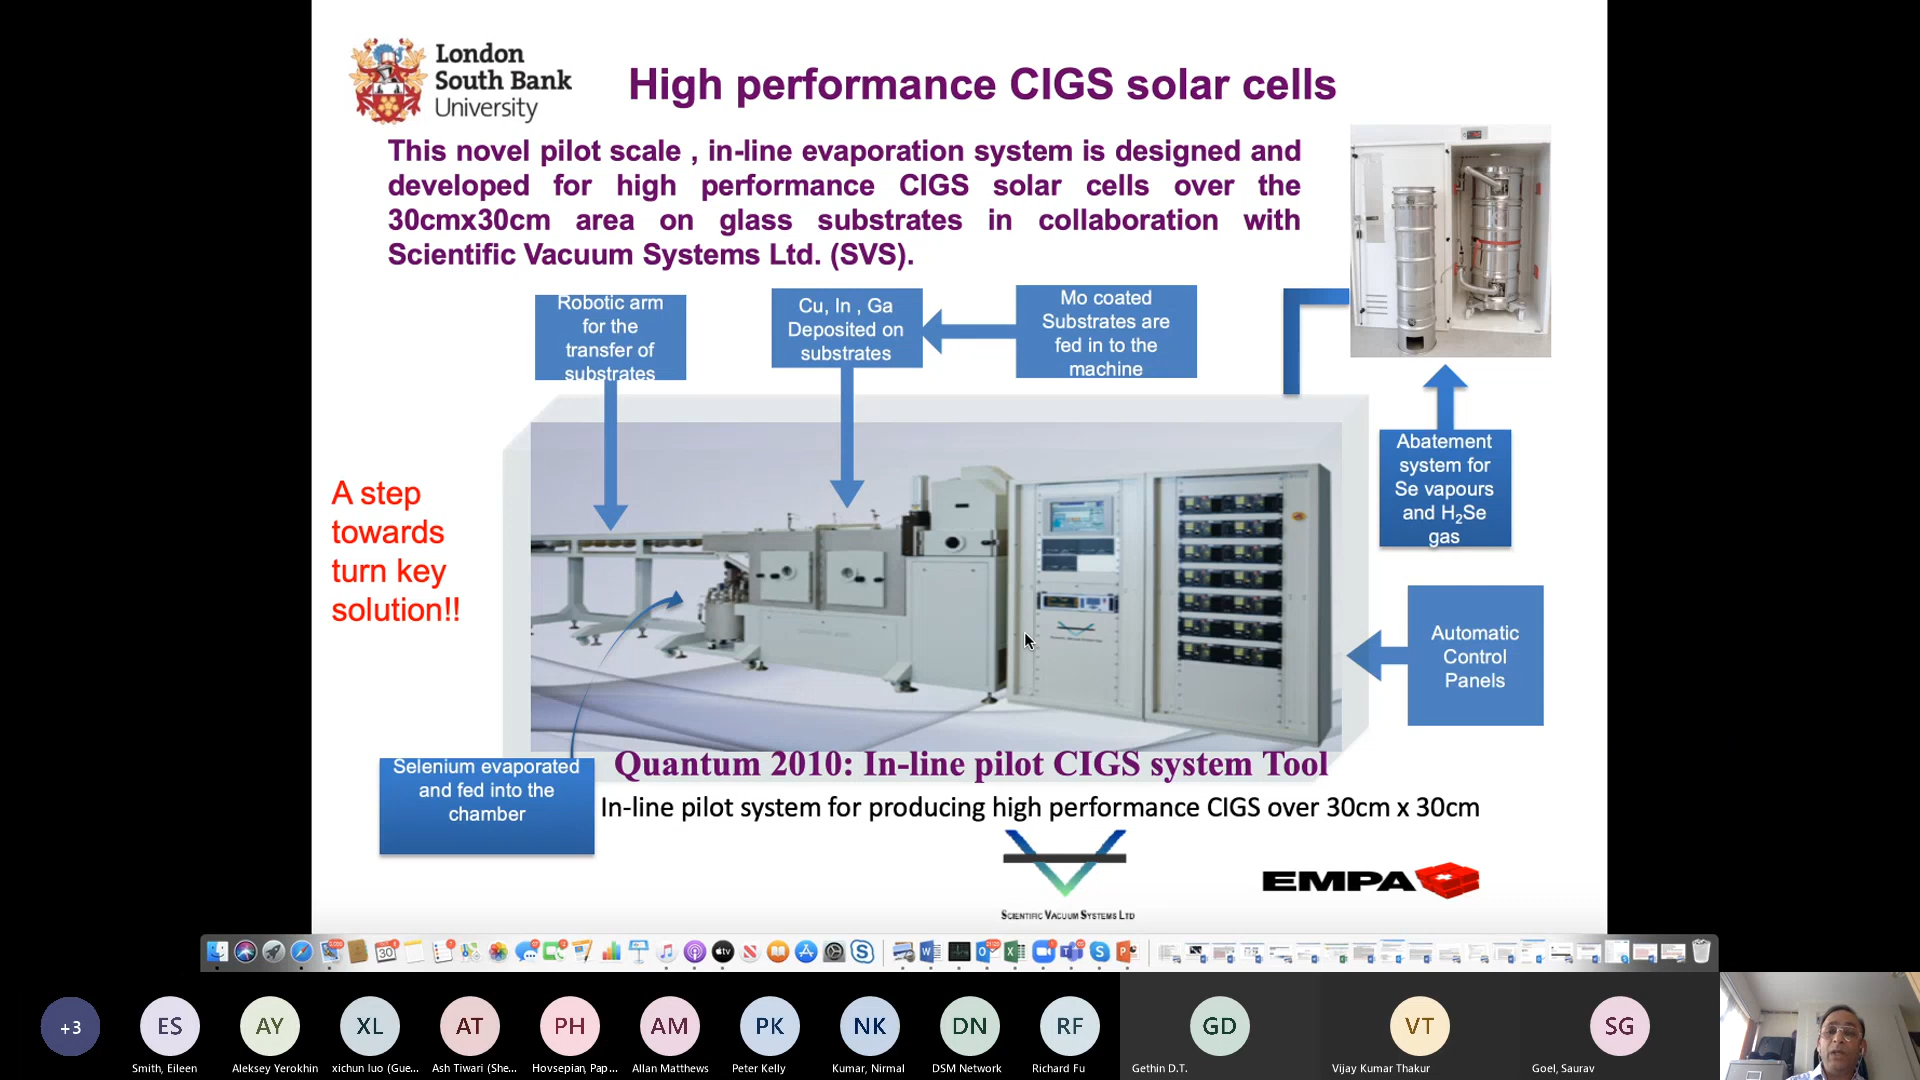 London
South Bank
University
High performance CIGS solar cells
This novel pilot scale , in-line evaporation system is designed and
developed for high performance CIGS solar cells over the
30cmx30cm area on glass substrates in collaboration with
Scientific Vacuum Systems Ltd. (SVS).
Robotic arm
for the
transfer of
substrates
Cu, In , Ga
Deposited on
substrates
Mo coated
Substrates are
fed in to the
machine
Abatement
system for
Se vapours
and H₂Se
gas
A step
towards
turn key
solution!!
Automatic
Control
Panels
Selenium evaporated
and fed into the
chamber
Quantum 2010: In-line pilot CIGS system Tool
In-line pilot system for producing high performance CIGS over 30cm x 30cm
SCIENTIFIC VACUUM SYSTEMS LTD
EMPA
30
tv
+3
ES
AY
XL
AT
PH
AM
PK
NK
DN
RF
GD
VT
SG
Smith, Eileen
Aleksey Yerokhin
xichun luo (Gue...
Ash Tiwari (She...
Hovsepian, Pap...
Allan Matthews
Peter Kelly
Kumar, Nirmal
DSM Network
Richard Fu
Gethin D.T.
Vijay Kumar Thakur
Goel, Saurav